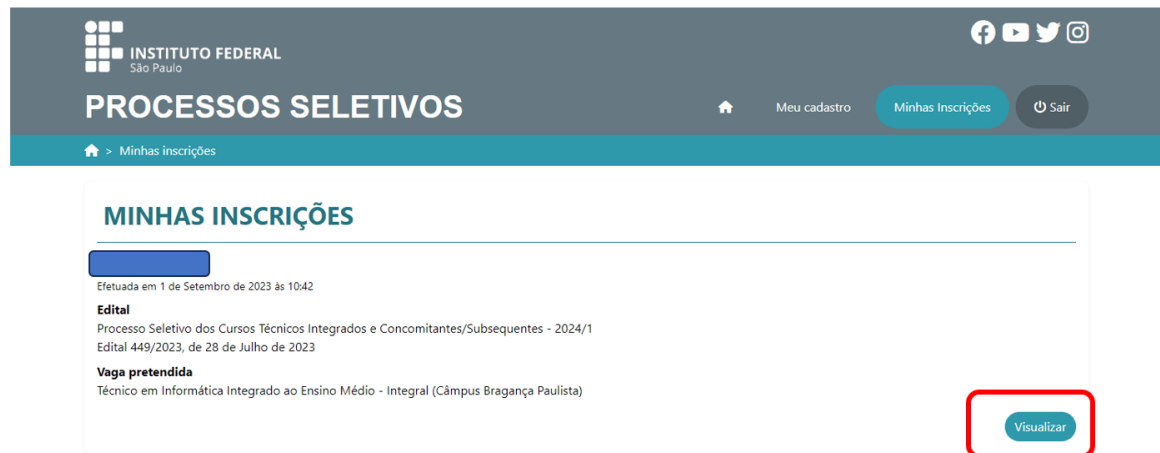 INSTITUTO FEDERAL
São Paulo
PROCESSOS SELETIVOS
Meu cadastro
Minhas Inscrições
Sair
> Minhas inscrições
MINHAS INSCRIÇÕES
Efetuada em 1 de Setembro de 2023 às 10:42
Edital
Processo Seletivo dos Cursos Técnicos Integrados e Concomitantes/Subsequentes - 2024/1
Edital 449/2023, de 28 de Julho de 2023
Vaga pretendida
Técnico em Informática Integrado ao Ensino Médio - Integral (Câmpus Bragança Paulista)
Visualizar